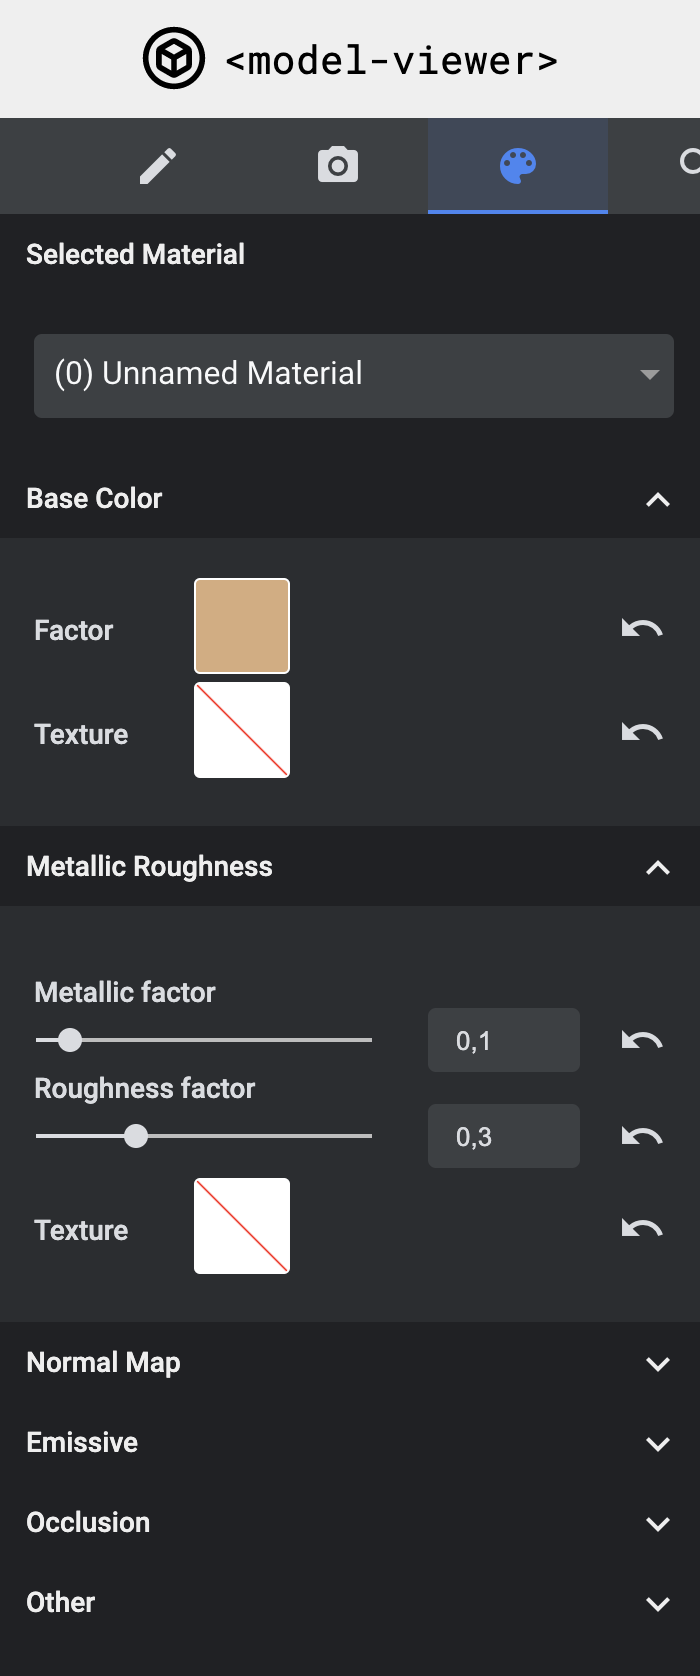 <model-viewer>
Selected Material
(0) Unnamed Material
Base Color
Factor
Texture
Metallic Roughness
Metallic factor
0,1
Roughness factor
0,3
Texture
Normal Map
Emissive
Occlusion
Other